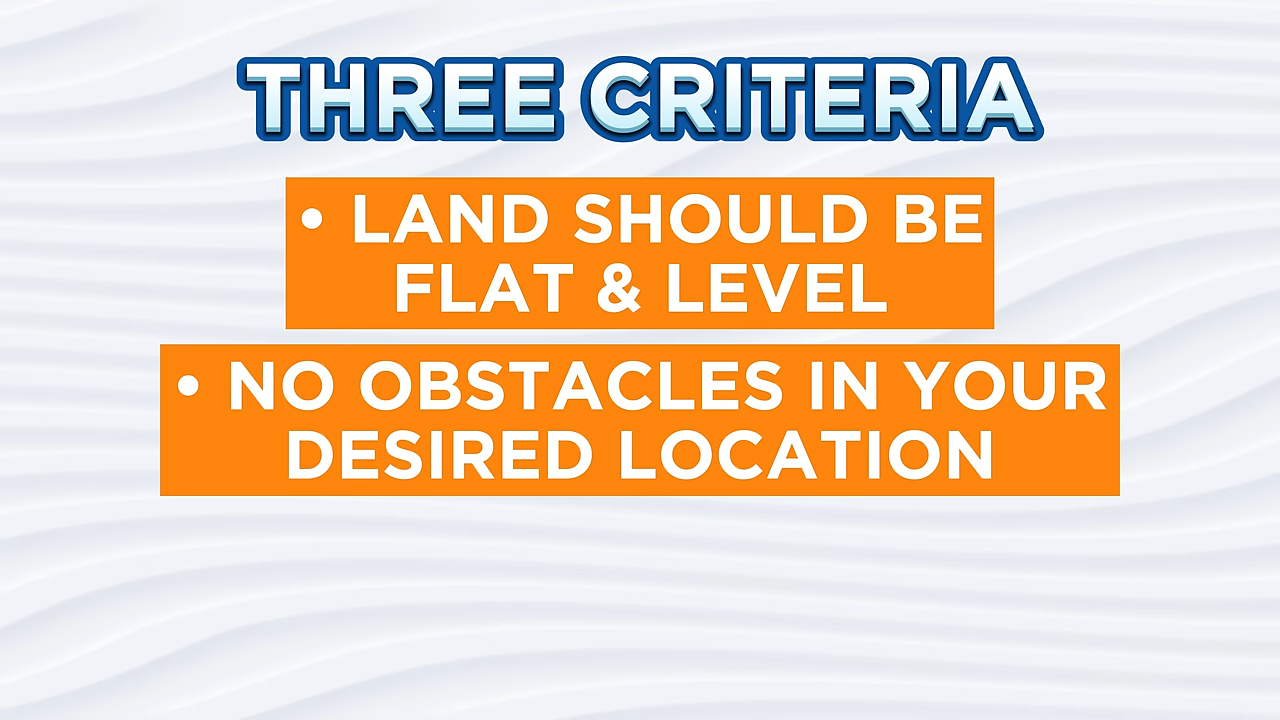 THREE CRITERIA
• LAND SHOULD BE
FLAT & LEVEL
• NO OBSTACLES IN YOUR
DESIRED LOCATION